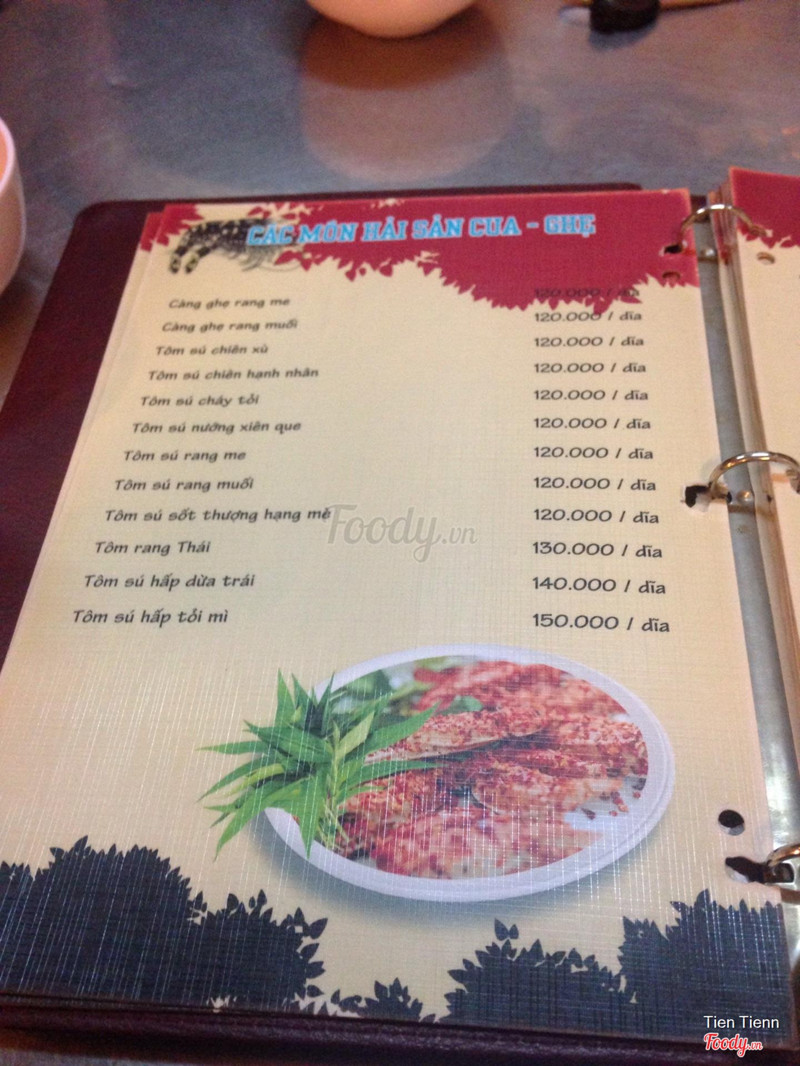 CÁC MÓN HẢI SẢN CUA - GHẸ
Càng ghẹ rang me 120.000 / dĩa
Càng ghẹ rang muối 120.000 / dĩa
Tôm sú chiên xù 120.000 / dĩa
Tôm sú chiên hạnh nhân 120.000 / dĩa
Tôm sú cháy tỏi 120.000 / dĩa
Tôm sú nướng xiên que 120.000 / dĩa
Tôm sú rang me 120.000 / dĩa
Tôm sú rang muối 120.000 / dĩa
Tôm sú sốt thượng hạng mè 120.000 / dĩa
Tôm rang Thái 130.000 / dĩa
Tôm sú hấp dừa trái 140.000 / dĩa
Tôm sú hấp tỏi mì 150.000 / dĩa
Foody.vn
Tien Tienn
Foody.vn